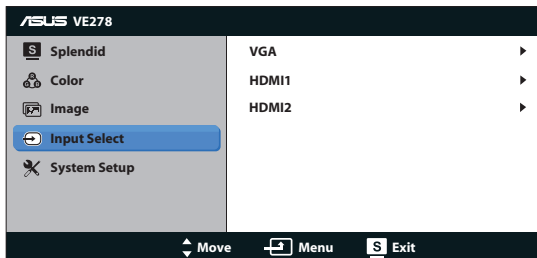 ASUS VE278
S Splendid
Color
Image
Input Select
System Setup
VGA
HDMI1
HDMI2
Move Menu S Exit